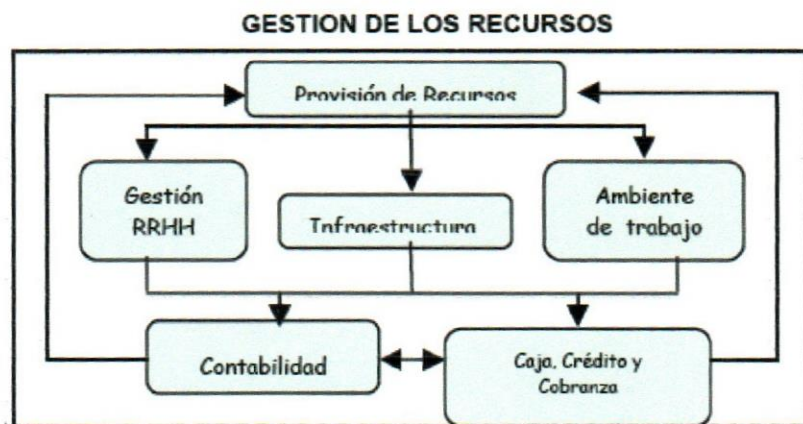 GESTION DE LOS RECURSOS
Provisión de Recursos
Gestión
RRHH
Infraestructura
Ambiente
de trabajo
Contabilidad
Caja, Crédito y
Cobranza